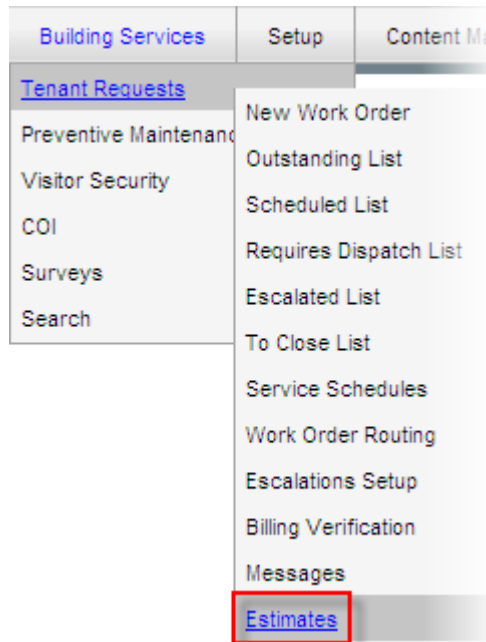 Building Services Setup Content
Tenant Requests
Preventive
Visitor Security
COI
Surveys
Search
New Work Order
Outstanding List
Scheduled List
Requires Dispatch List
Escalated List
To Close List
Service Schedules
Work Order Routing
Escalations Setup
Billing Verification
Messages
Estimates